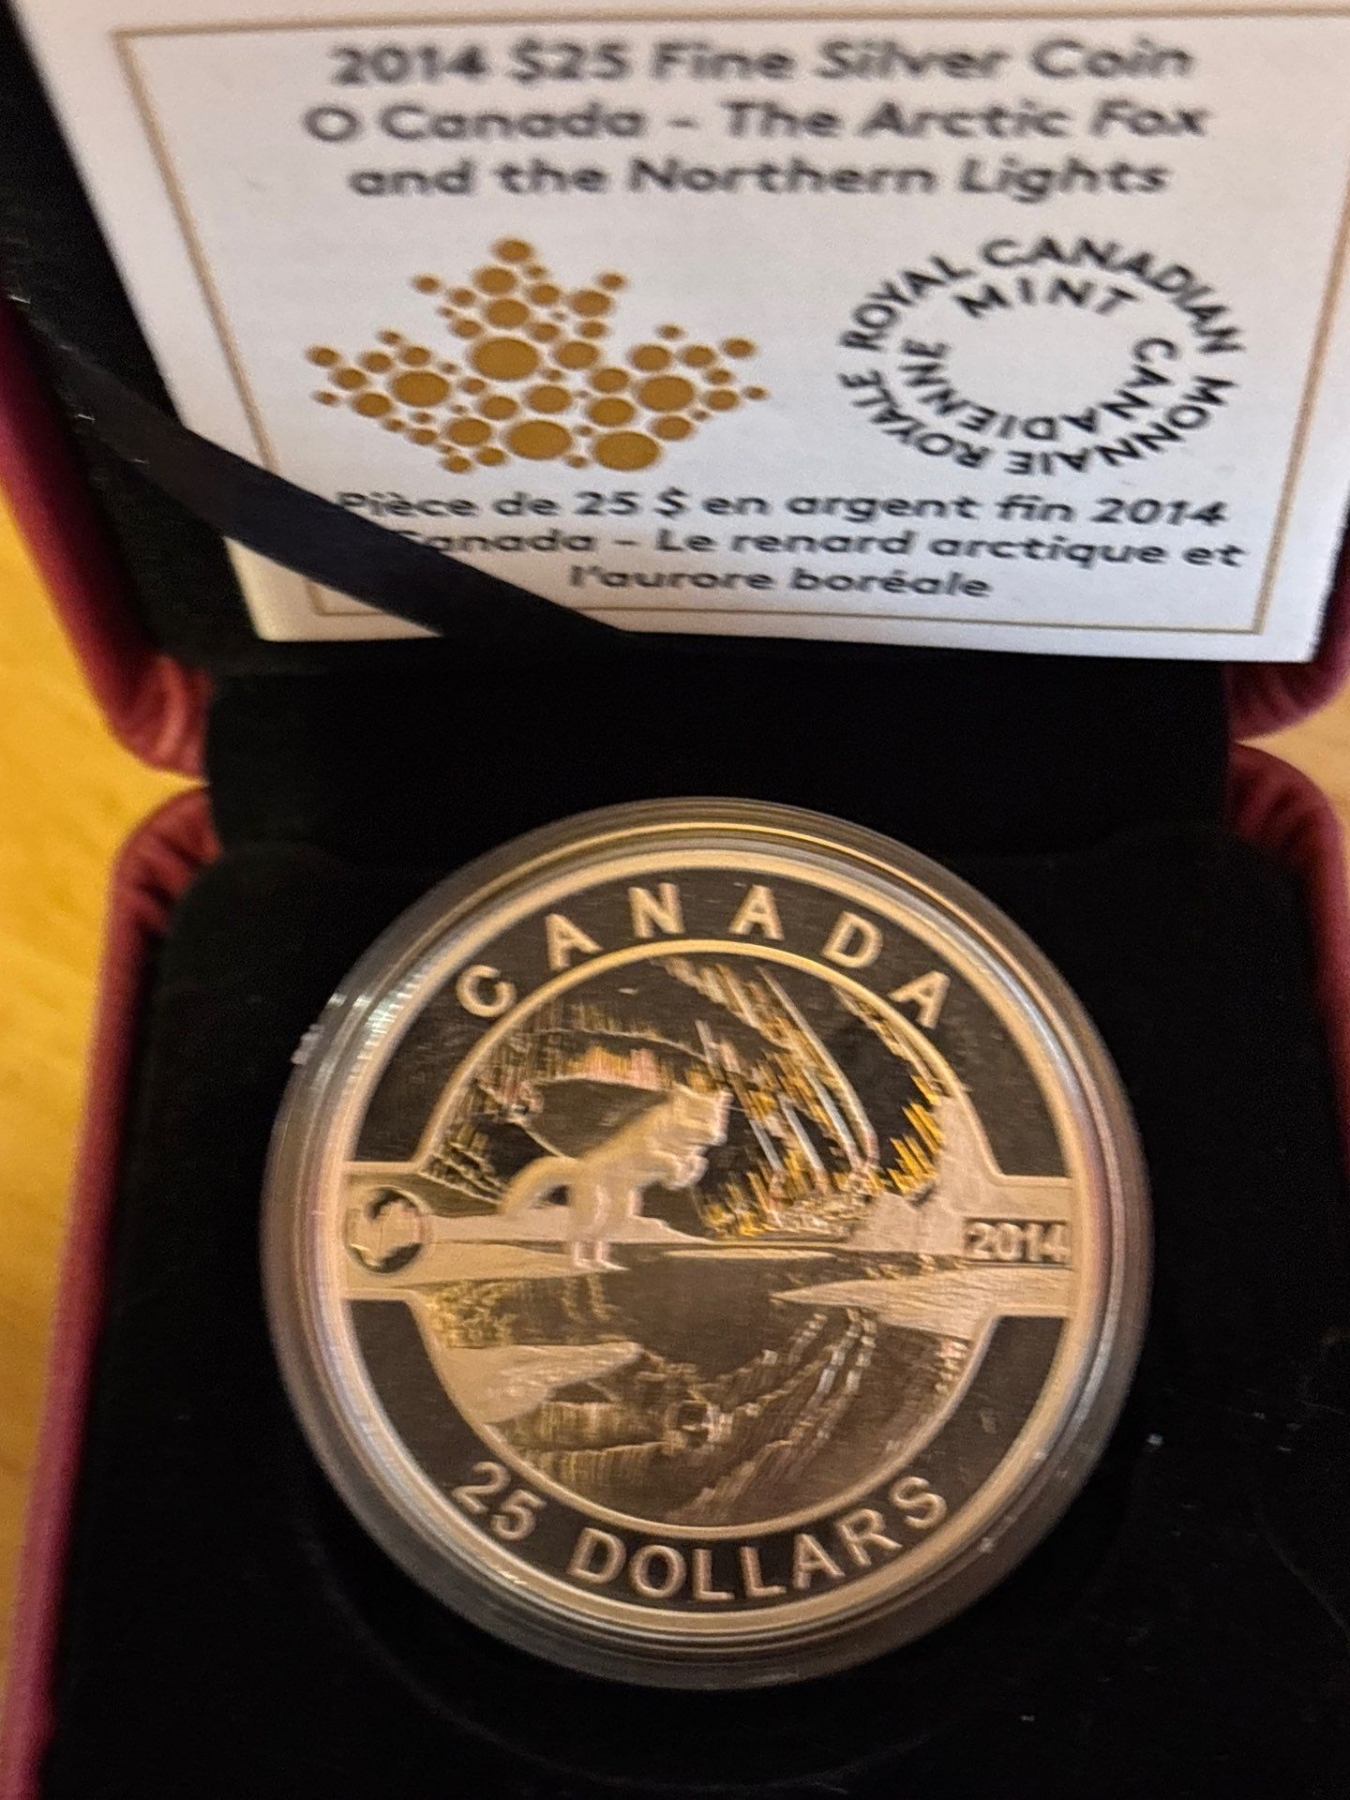 2014 $25 Fine Silver Coin
O Canada – The Arctic Fox
and the Northern Lights
ROYAL CANADIAN MINT
MONNAIE ROYALE CANADIENNE
Pièce de 25 $ en argent fin 2014
Canada – Le renard arctique et
l'aurore boréale
CANADA
2014
25 DOLLARS